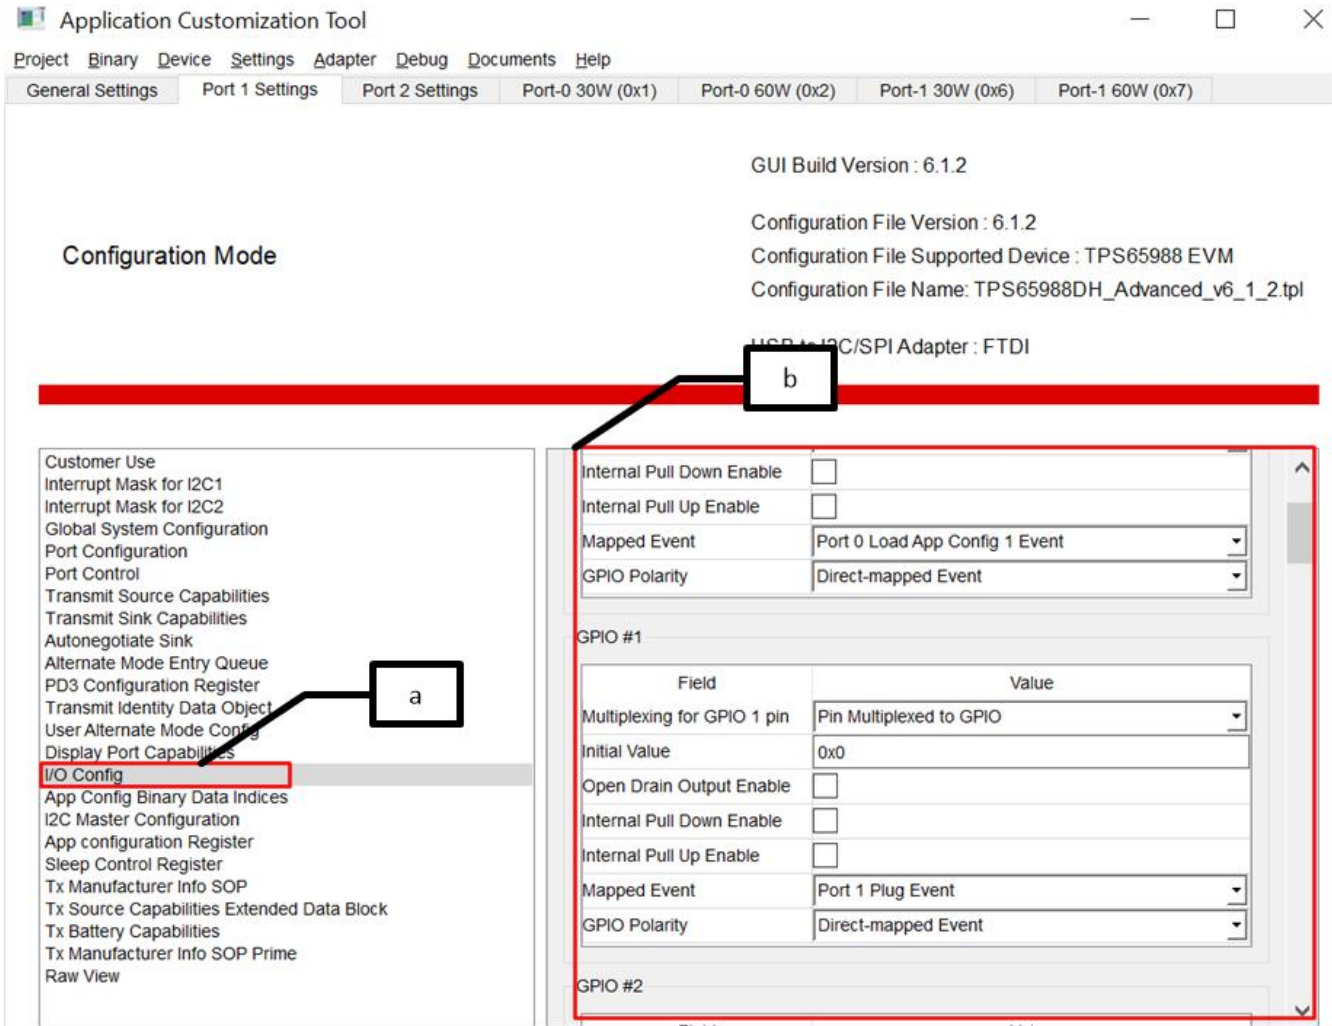 Application Customization Tool
Project Binary Device Settings Adapter Debug Documents Help
General Settings Port 1 Settings Port 2 Settings Port-0 30W (0x1) Port-0 60W (0x2) Port-1 30W (0x6) Port-1 60W (0x7)
GUI Build Version : 6.1.2
Configuration File Version : 6.1.2
Configuration Mode
Configuration File Supported Device : TPS65988 EVM
Configuration File Name: TPS65988DH_Advanced_v6_1_2.tpl
USB to I2C/SPI Adapter : FTDI
b
Customer Use
Interrupt Mask for I2C1
Interrupt Mask for I2C2
Global System Configuration
Port Configuration
Port Control
Transmit Source Capabilities
Transmit Sink Capabilities
Autonegotiate Sink
Alternate Mode Entry Queue
PD3 Configuration Register
Transmit Identity Data Object
User Alternate Mode Config
Display Port Capabilities
I/O Config
App Config Binary Data Indices
I2C Master Configuration
App configuration Register
Sleep Control Register
Tx Manufacturer Info SOP
Tx Source Capabilities Extended Data Block
Tx Battery Capabilities
Tx Manufacturer Info SOP Prime
Raw View
a
Internal Pull Down Enable
Internal Pull Up Enable
Mapped Event Port 0 Load App Config 1 Event
GPIO Polarity Direct-mapped Event
GPIO #1
Field Value
Multiplexing for GPIO 1 pin Pin Multiplexed to GPIO
Initial Value 0x0
Open Drain Output Enable
Internal Pull Down Enable
Internal Pull Up Enable
Mapped Event Port 1 Plug Event
GPIO Polarity Direct-mapped Event
GPIO #2